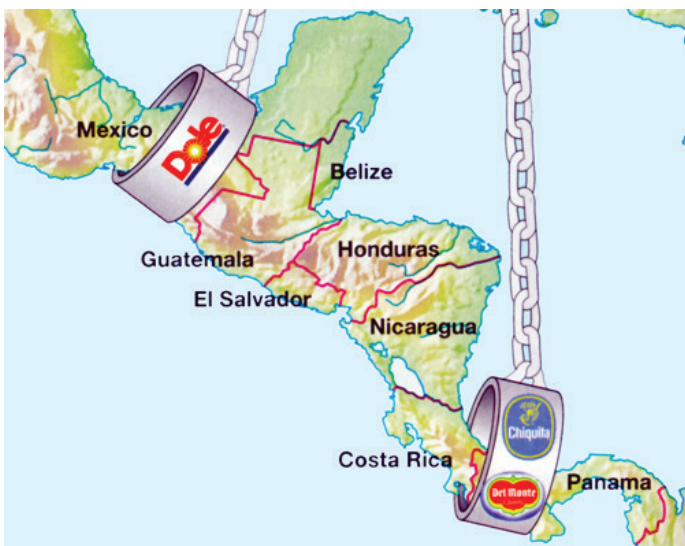 Mexico
Dole
Belize
Guatemala
Honduras
El Salvador
Nicaragua
Chiquita
Costa Rica
Del Monte
Panama